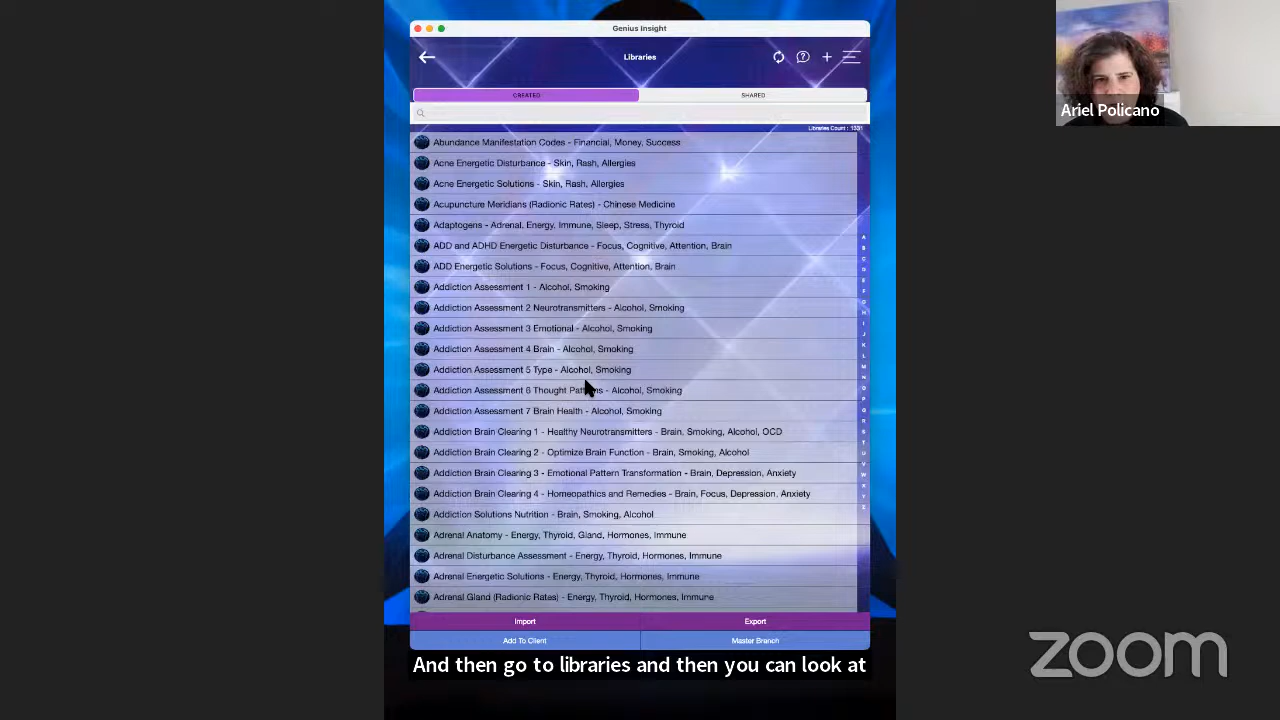 Genius Insight
Libraries
CREATED
SHARED
Libraries Count : 1331
Abundance Manifestation Codes - Financial, Money, Success
Acne Energetic Disturbance - Skin, Rash, Allergies
Acne Energetic Solutions - Skin, Rash, Allergies
Acupuncture Meridians (Radionic Rates) - Chinese Medicine
Adaptogens - Adrenal, Energy, Immune, Sleep, Stress, Thyroid
ADD and ADHD Energetic Disturbance - Focus, Cognitive, Attention, Brain
ADD Energetic Solutions - Focus, Cognitive, Attention, Brain
Addiction Assessment 1 - Alcohol, Smoking
Addiction Assessment 2 Neurotransmitters - Alcohol, Smoking
Addiction Assessment 3 Emotional - Alcohol, Smoking
Addiction Assessment 4 Brain - Alcohol, Smoking
Addiction Assessment 5 Type - Alcohol, Smoking
Addiction Assessment 6 Thought Patterns - Alcohol, Smoking
Addiction Assessment 7 Brain Health - Alcohol, Smoking
Addiction Brain Clearing 1 - Healthy Neurotransmitters - Brain, Smoking, Alcohol, OCD
Addiction Brain Clearing 2 - Optimize Brain Function - Brain, Smoking, Alcohol
Addiction Brain Clearing 3 - Emotional Pattern Transformation - Brain, Depression, Anxiety
Addiction Brain Clearing 4 - Homeopathics and Remedies - Brain, Focus, Depression, Anxiety
Addiction Solutions Nutrition - Brain, Smoking, Alcohol
Adrenal Anatomy - Energy, Thyroid, Gland, Hormones, Immune
Adrenal Disturbance Assessment - Energy, Thyroid, Hormones, Immune
Adrenal Energetic Solutions - Energy, Thyroid, Hormones, Immune
Adrenal Gland (Radionic Rates) - Energy, Thyroid, Hormones, Immune
Import
Export
Add To Client
Master Branch
And then go to libraries and then you can look at
Ariel Policano
zoom